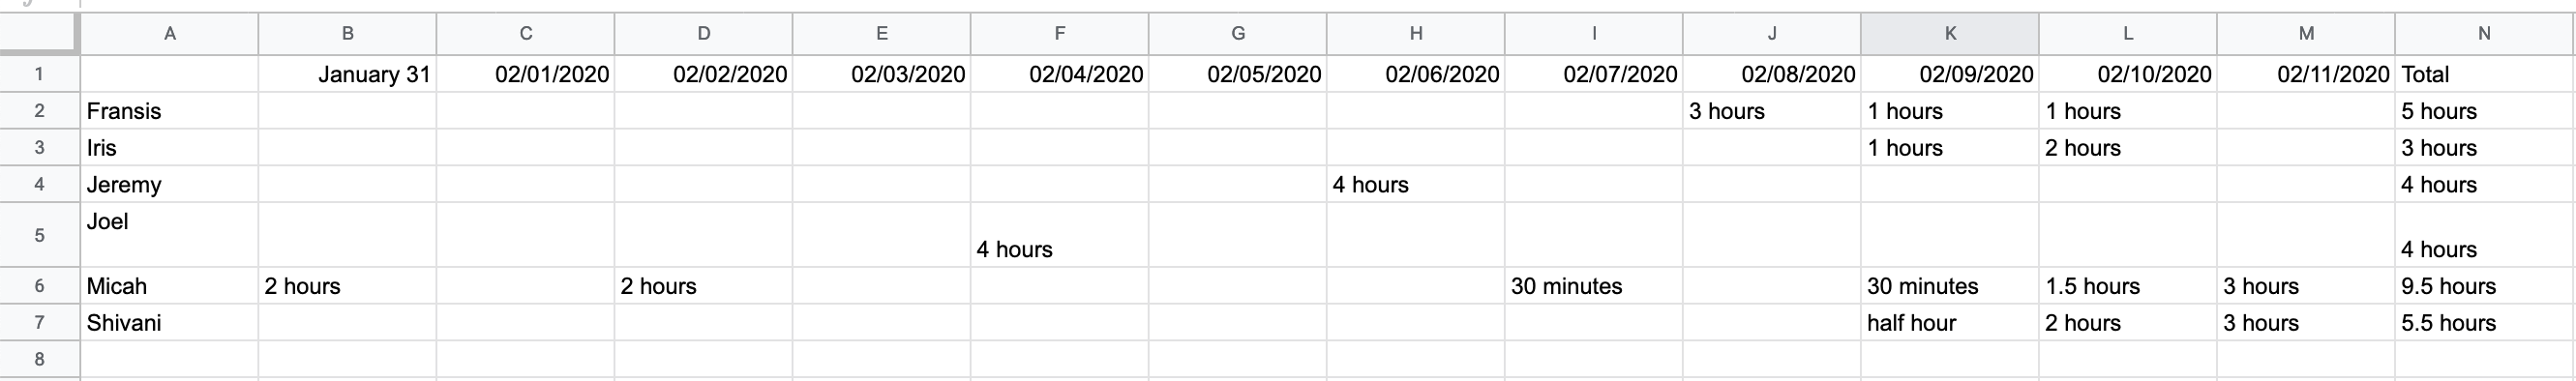 A B C D E F G H I J K L M N
1 January 31 02/01/2020 02/02/2020 02/03/2020 02/04/2020 02/05/2020 02/06/2020 02/07/2020 02/08/2020 02/09/2020 02/10/2020 02/11/2020 Total
2 Fransis 3 hours 1 hours 1 hours 5 hours
3 Iris 1 hours 2 hours 3 hours
4 Jeremy 4 hours 4 hours
5 Joel 4 hours 4 hours
6 Micah 2 hours 2 hours 30 minutes 30 minutes 1.5 hours 3 hours 9.5 hours
7 Shivani half hour 2 hours 3 hours 5.5 hours
8